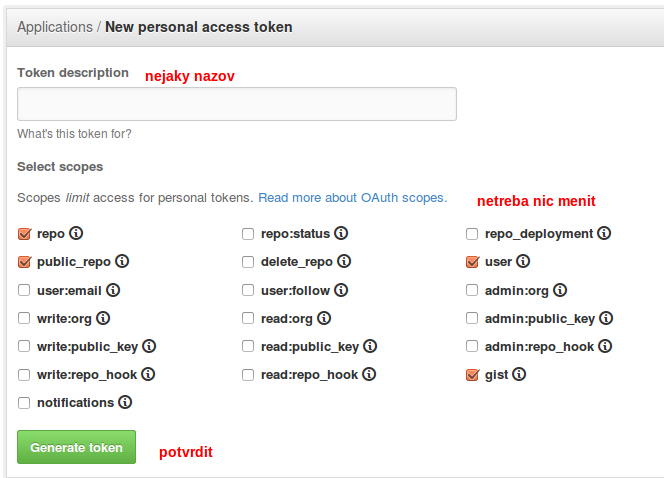 Applications / New personal access token
Token description nejaky nazov
What's this token for?
Select scopes
Scopes limit access for personal tokens. Read more about OAuth scopes. netreba nic menit
repo repo:status repo_deployment
public_repo delete_repo user
user:email user:follow admin:org
write:org read:org admin:public_key
write:public_key read:public_key admin:repo_hook
write:repo_hook read:repo_hook gist
notifications
Generate token potvrdit